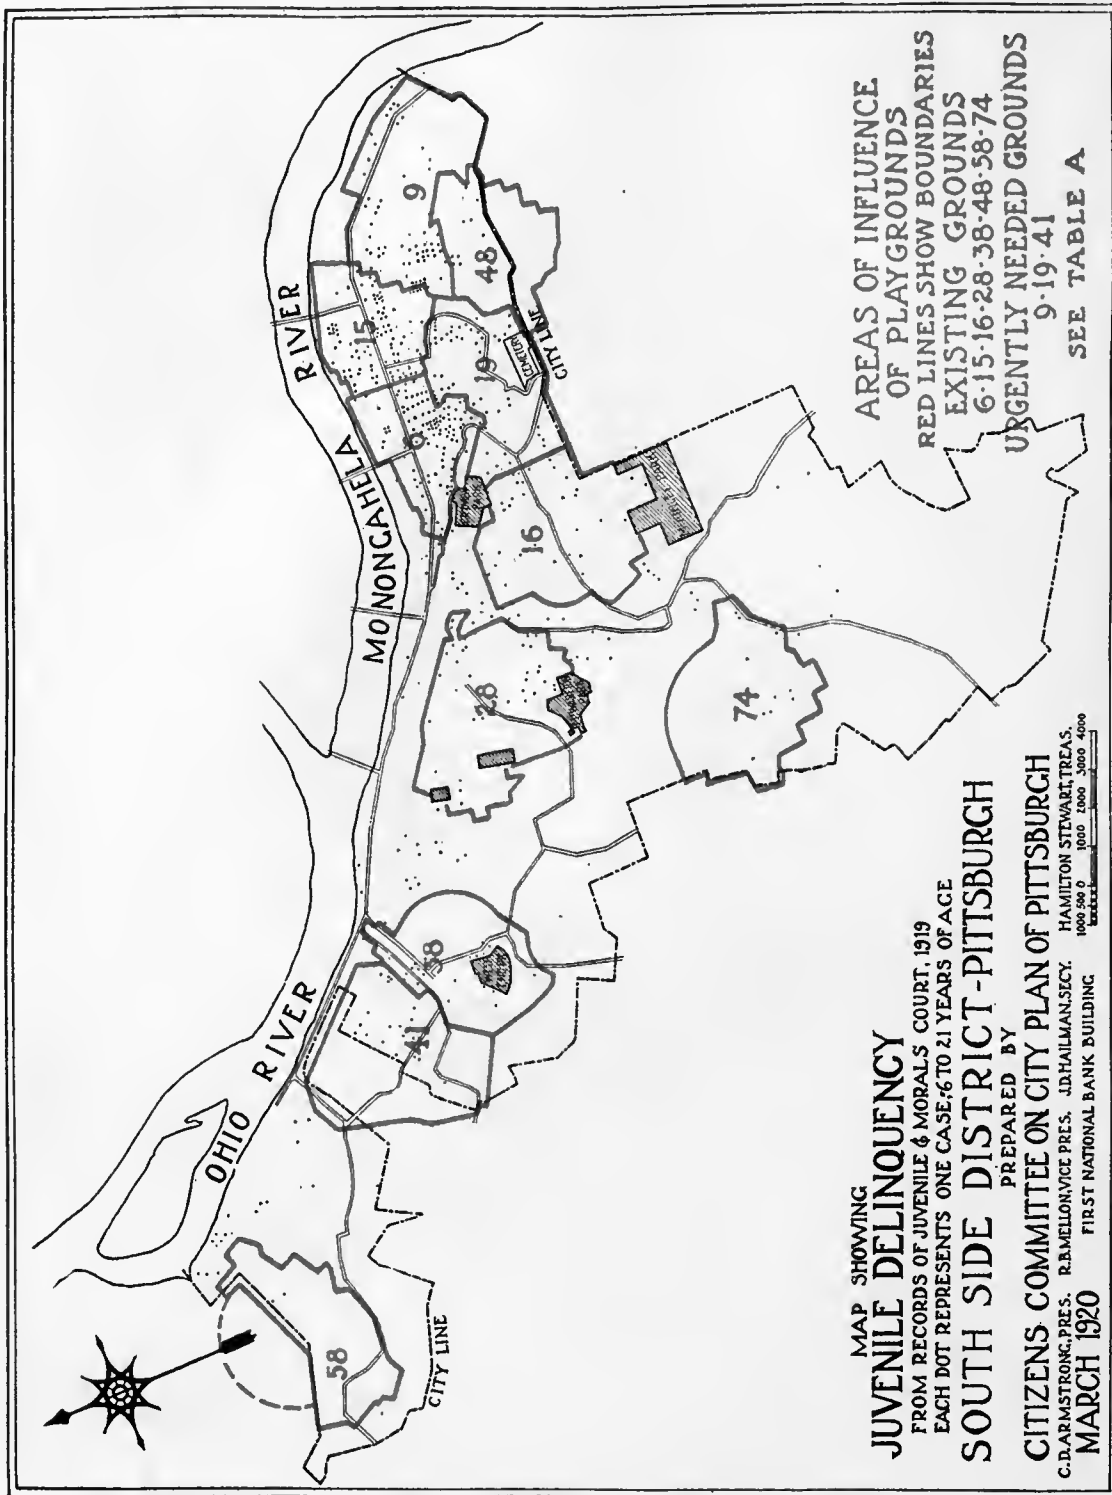 MAP SHOWING
JUVENILE DELINQUENCY
FROM RECORDS OF JUVENILE & MORALS COURT, 1919
EACH DOT REPRESENTS ONE CASE; 6 TO 21 YEARS OF AGE
SOUTH SIDE DISTRICT-PITTSBURGH
PREPARED BY
CITIZENS COMMITTEE ON CITY PLAN OF PITTSBURGH
C.D.ARMSTRONG,PRES. R.B.MELLON,VICE PRES. J.D.HAILMAN,SECY. HAMILTON STEWART,TREAS.
MARCH 1920 FIRST NATIONAL BANK BUILDING
1000 500 0 1000 2000 3000 4000
AREAS OF INFLUENCE
OF PLAYGROUNDS
RED LINES SHOW BOUNDARIES
EXISTING GROUNDS
6-15-16-28-38-48-58-74
URGENTLY NEEDED GROUNDS
9-19-41
SEE TABLE A
OHIO RIVER
MONONGAHELA RIVER
CITY LINE
CITY LINE
CEMETERY
58
41
38
28
74
16
6
15
19
48
9